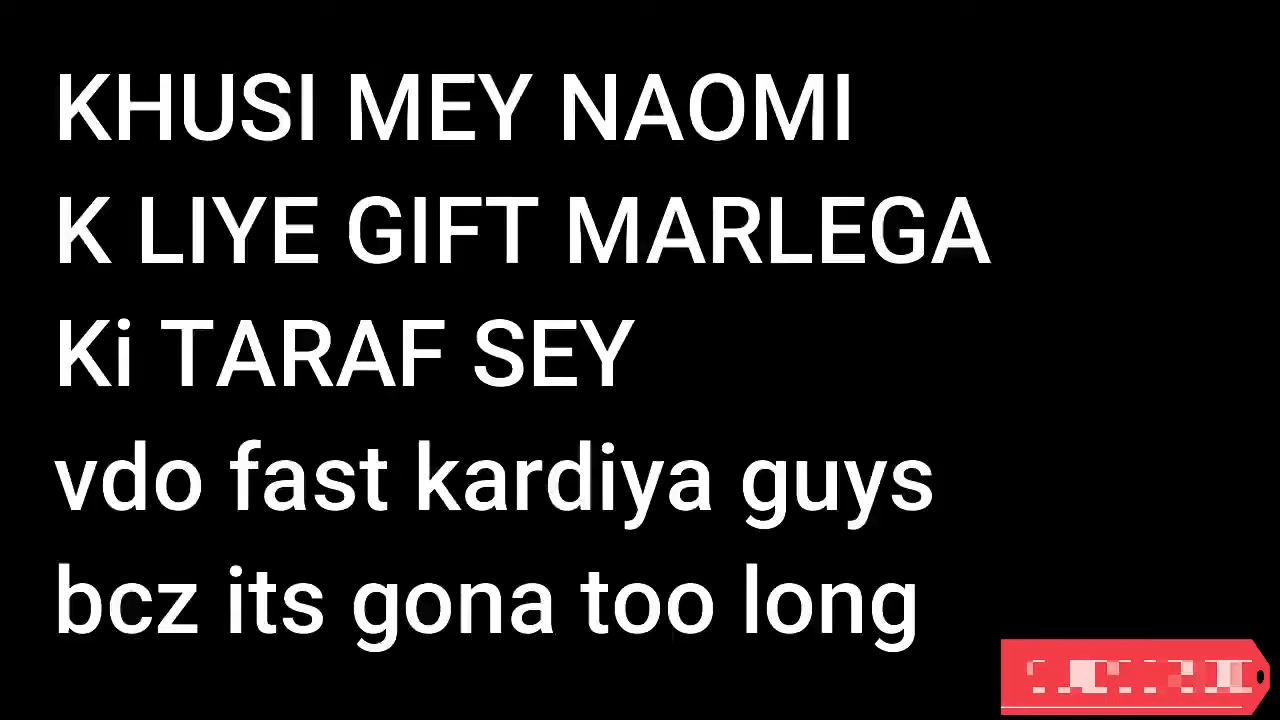 KHUSI MEY NAOMI
K LIYE GIFT MARLEGA
Ki TARAF SEY
vdo fast kardiya guys
bcz its gona too long